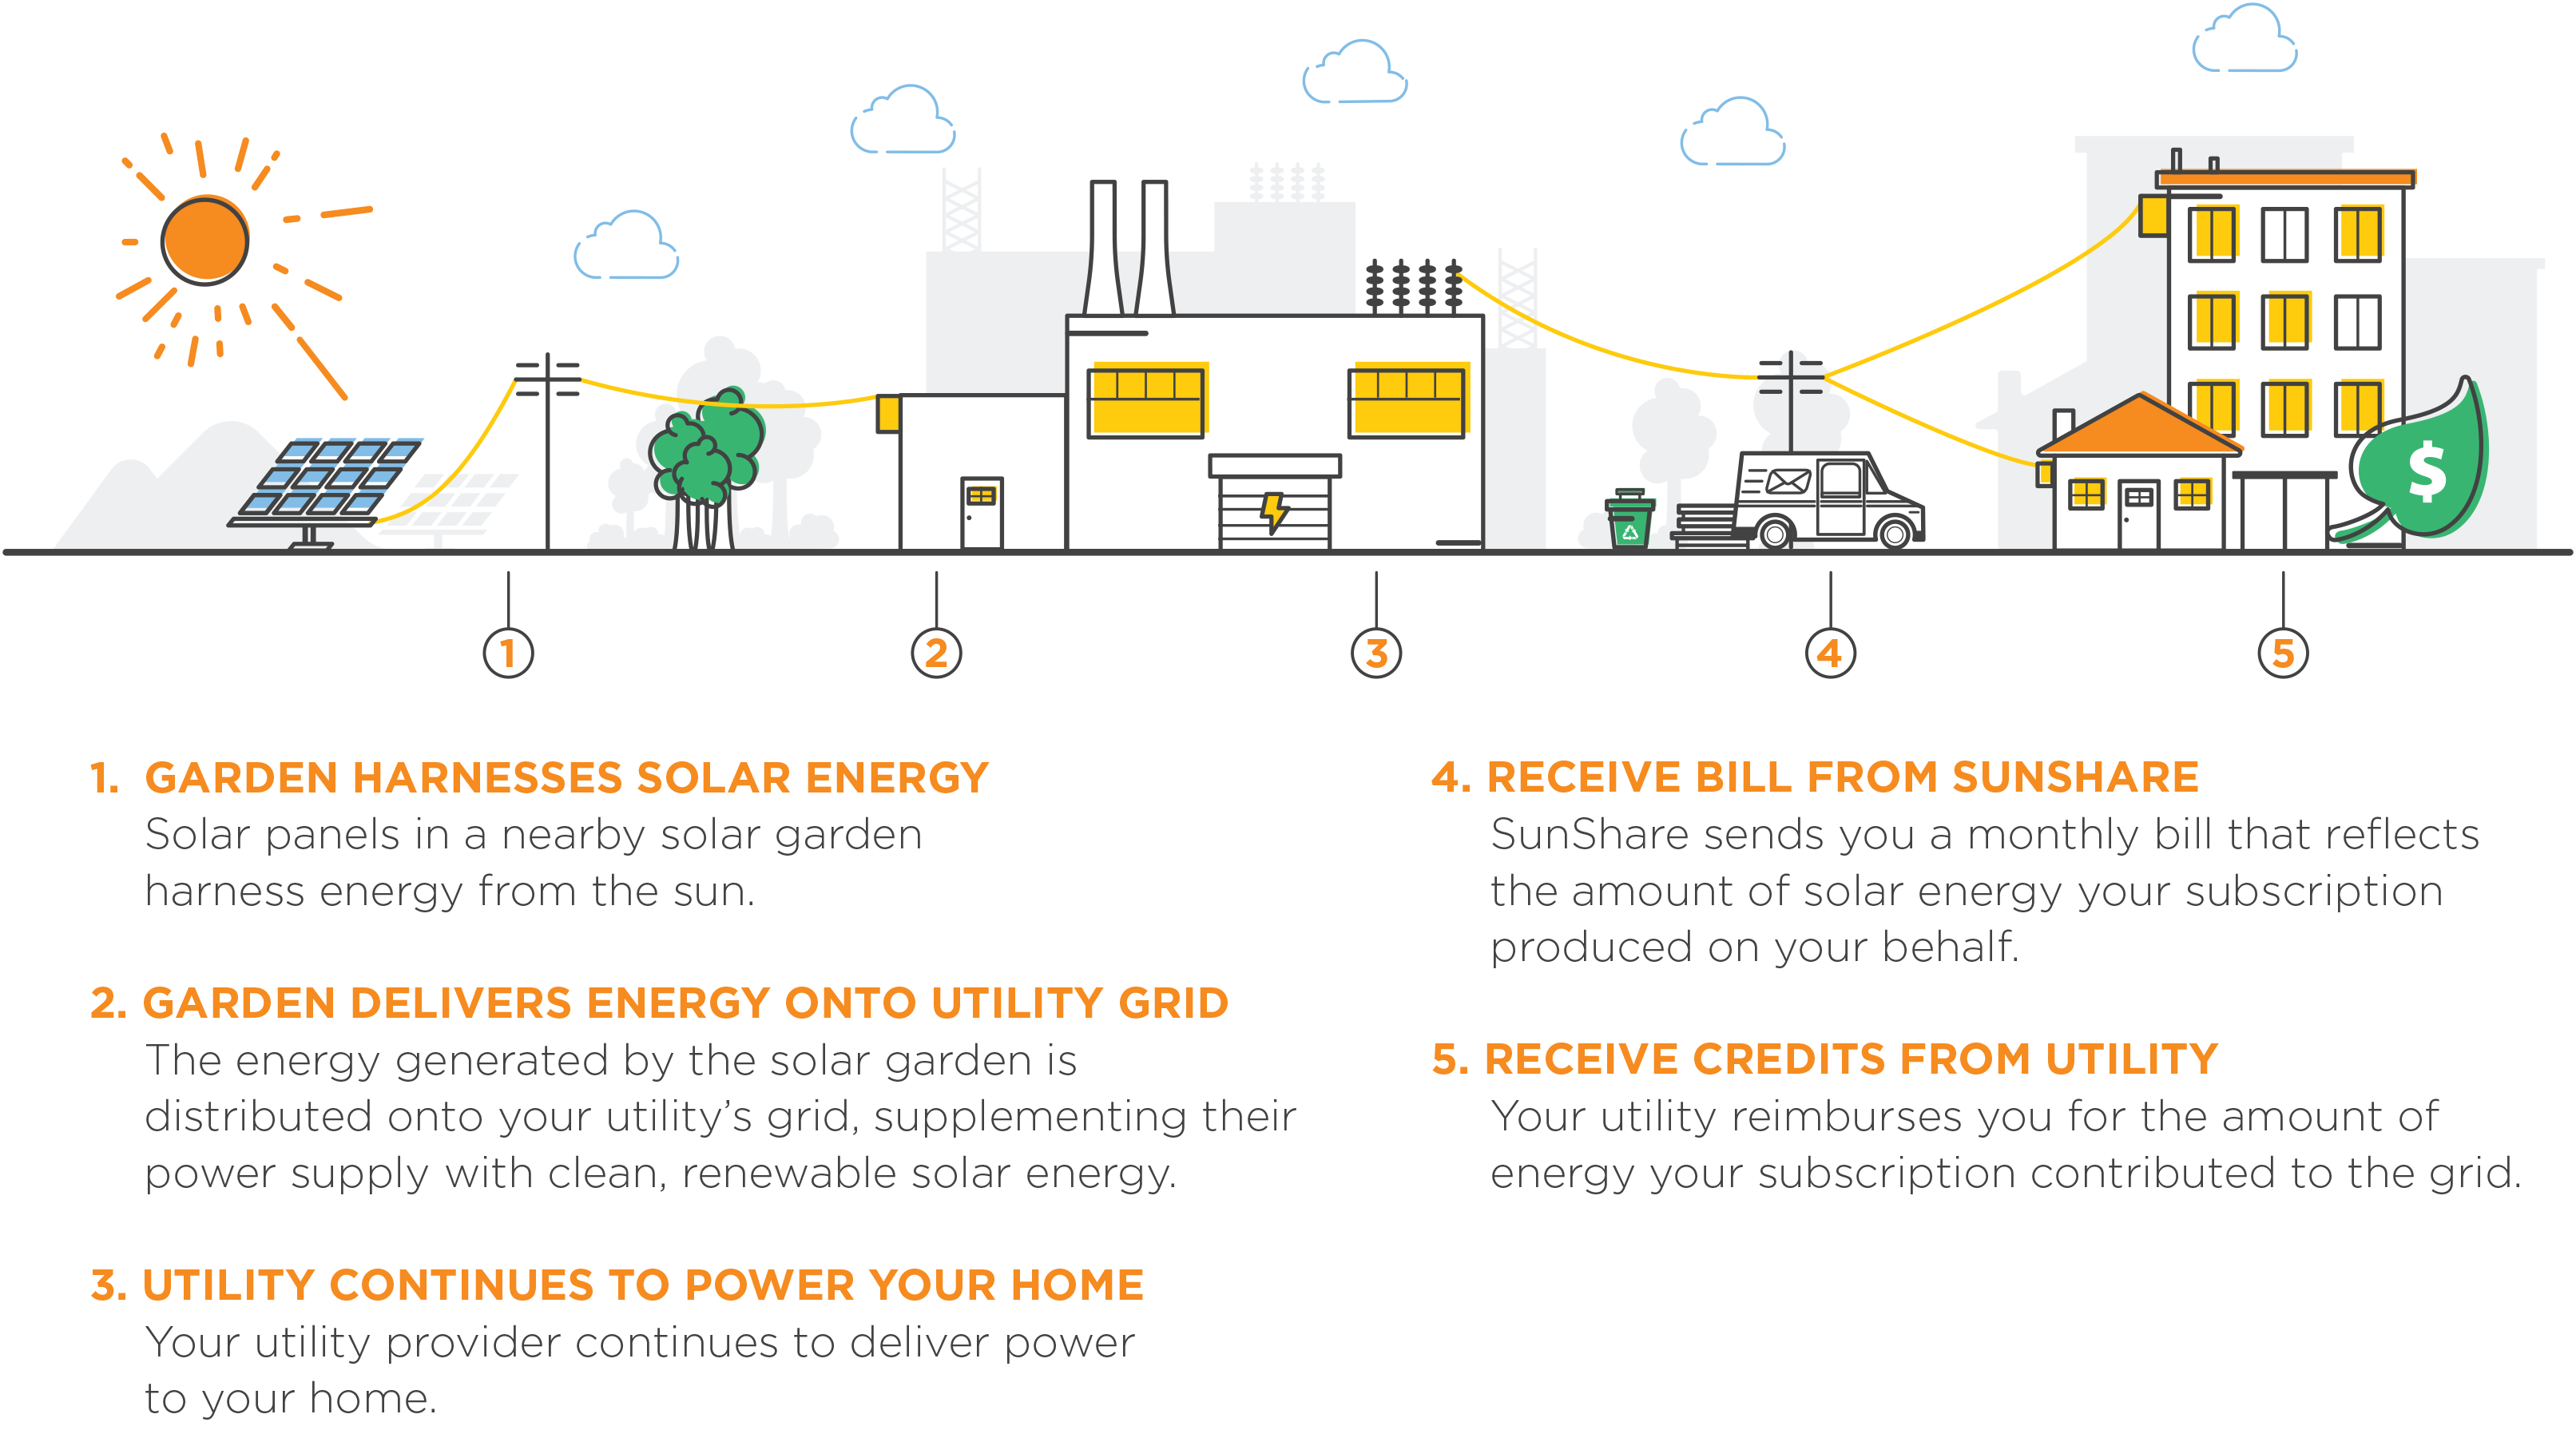 $
1
2
3
4
5
1. GARDEN HARNESSES SOLAR ENERGY
Solar panels in a nearby solar garden
harness energy from the sun.
2. GARDEN DELIVERS ENERGY ONTO UTILITY GRID
The energy generated by the solar garden is
distributed onto your utility’s grid, supplementing their
power supply with clean, renewable solar energy.
3. UTILITY CONTINUES TO POWER YOUR HOME
Your utility provider continues to deliver power
to your home.
4. RECEIVE BILL FROM SUNSHARE
SunShare sends you a monthly bill that reflects
the amount of solar energy your subscription
produced on your behalf.
5. RECEIVE CREDITS FROM UTILITY
Your utility reimburses you for the amount of
energy your subscription contributed to the grid.